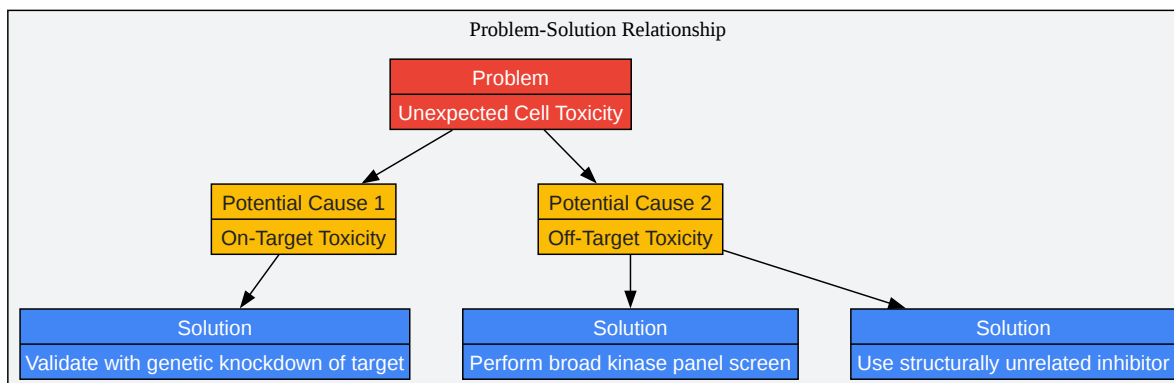 Problem-Solution Relationship
Problem
Unexpected Cell Toxicity
Potential Cause 1
On-Target Toxicity
Potential Cause 2
Off-Target Toxicity
Solution
Validate with genetic knockdown of target
Solution
Perform broad kinase panel screen
Solution
Use structurally unrelated inhibitor